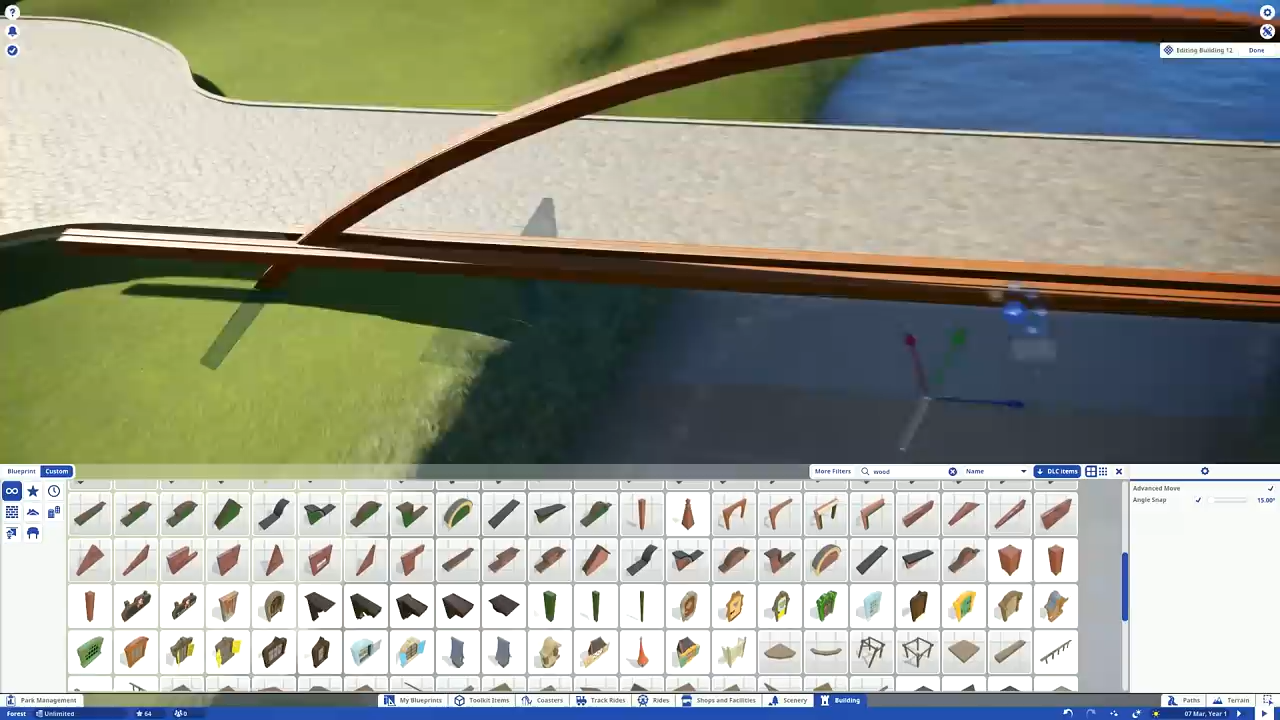 ?
Editing Building 12 Done
Blueprint Custom More Filters wood Name DLC items
Advanced Move
Angle Snap 15.00°
Park Management My Blueprints Toolkit Items Coasters Track Rides Rides Shops and Facilities Scenery Building Paths Terrain
Forest Unlimited 64 0 07 Mar, Year 1